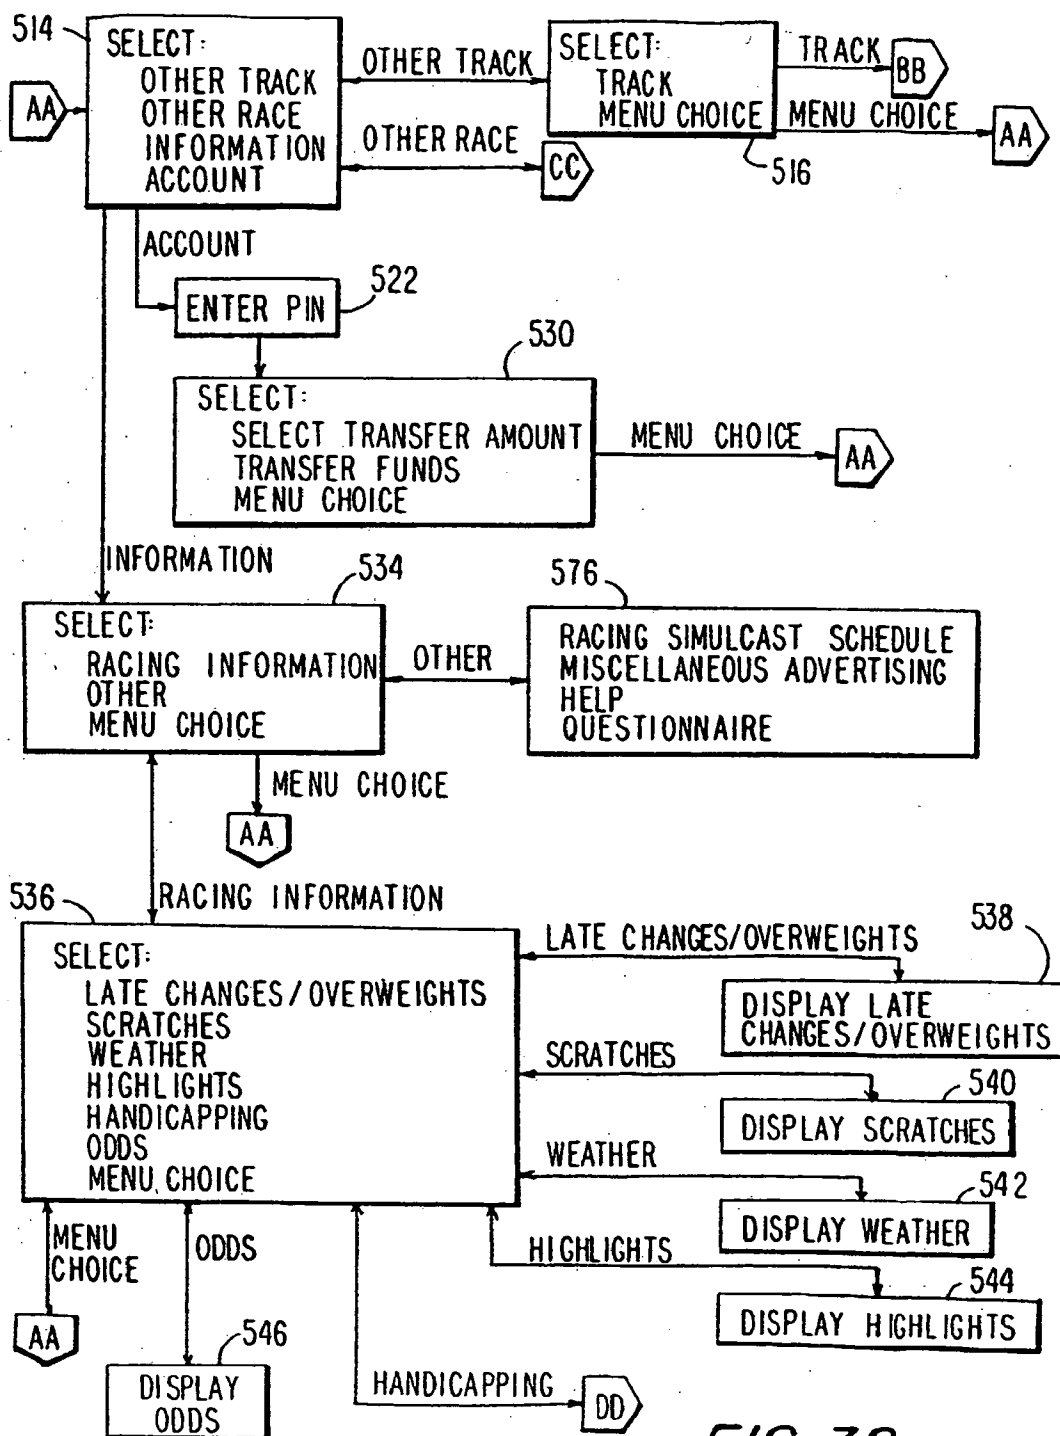 514
SELECT:
OTHER TRACK
OTHER RACE
INFORMATION
ACCOUNT
AA
OTHER TRACK
OTHER RACE
CC
SELECT:
TRACK
MENU CHOICE
516
TRACK
BB
MENU CHOICE
AA
ACCOUNT
ENTER PIN
522
530
SELECT:
SELECT TRANSFER AMOUNT
TRANSFER FUNDS
MENU CHOICE
MENU CHOICE
AA
INFORMATION
534
SELECT:
RACING INFORMATION
OTHER
MENU CHOICE
OTHER
576
RACING SIMULCAST SCHEDULE
MISCELLANEOUS ADVERTISING
HELP
QUESTIONNAIRE
MENU CHOICE
AA
RACING INFORMATION
536
SELECT:
LATE CHANGES/OVERWEIGHTS
SCRATCHES
WEATHER
HIGHLIGHTS
HANDICAPPING
ODDS
MENU CHOICE
LATE CHANGES/OVERWEIGHTS
538
DISPLAY LATE
CHANGES/OVERWEIGHTS
SCRATCHES
540
DISPLAY SCRATCHES
WEATHER
542
DISPLAY WEATHER
HIGHLIGHTS
544
DISPLAY HIGHLIGHTS
MENU
CHOICE
AA
ODDS
546
DISPLAY
ODDS
HANDICAPPING
DD